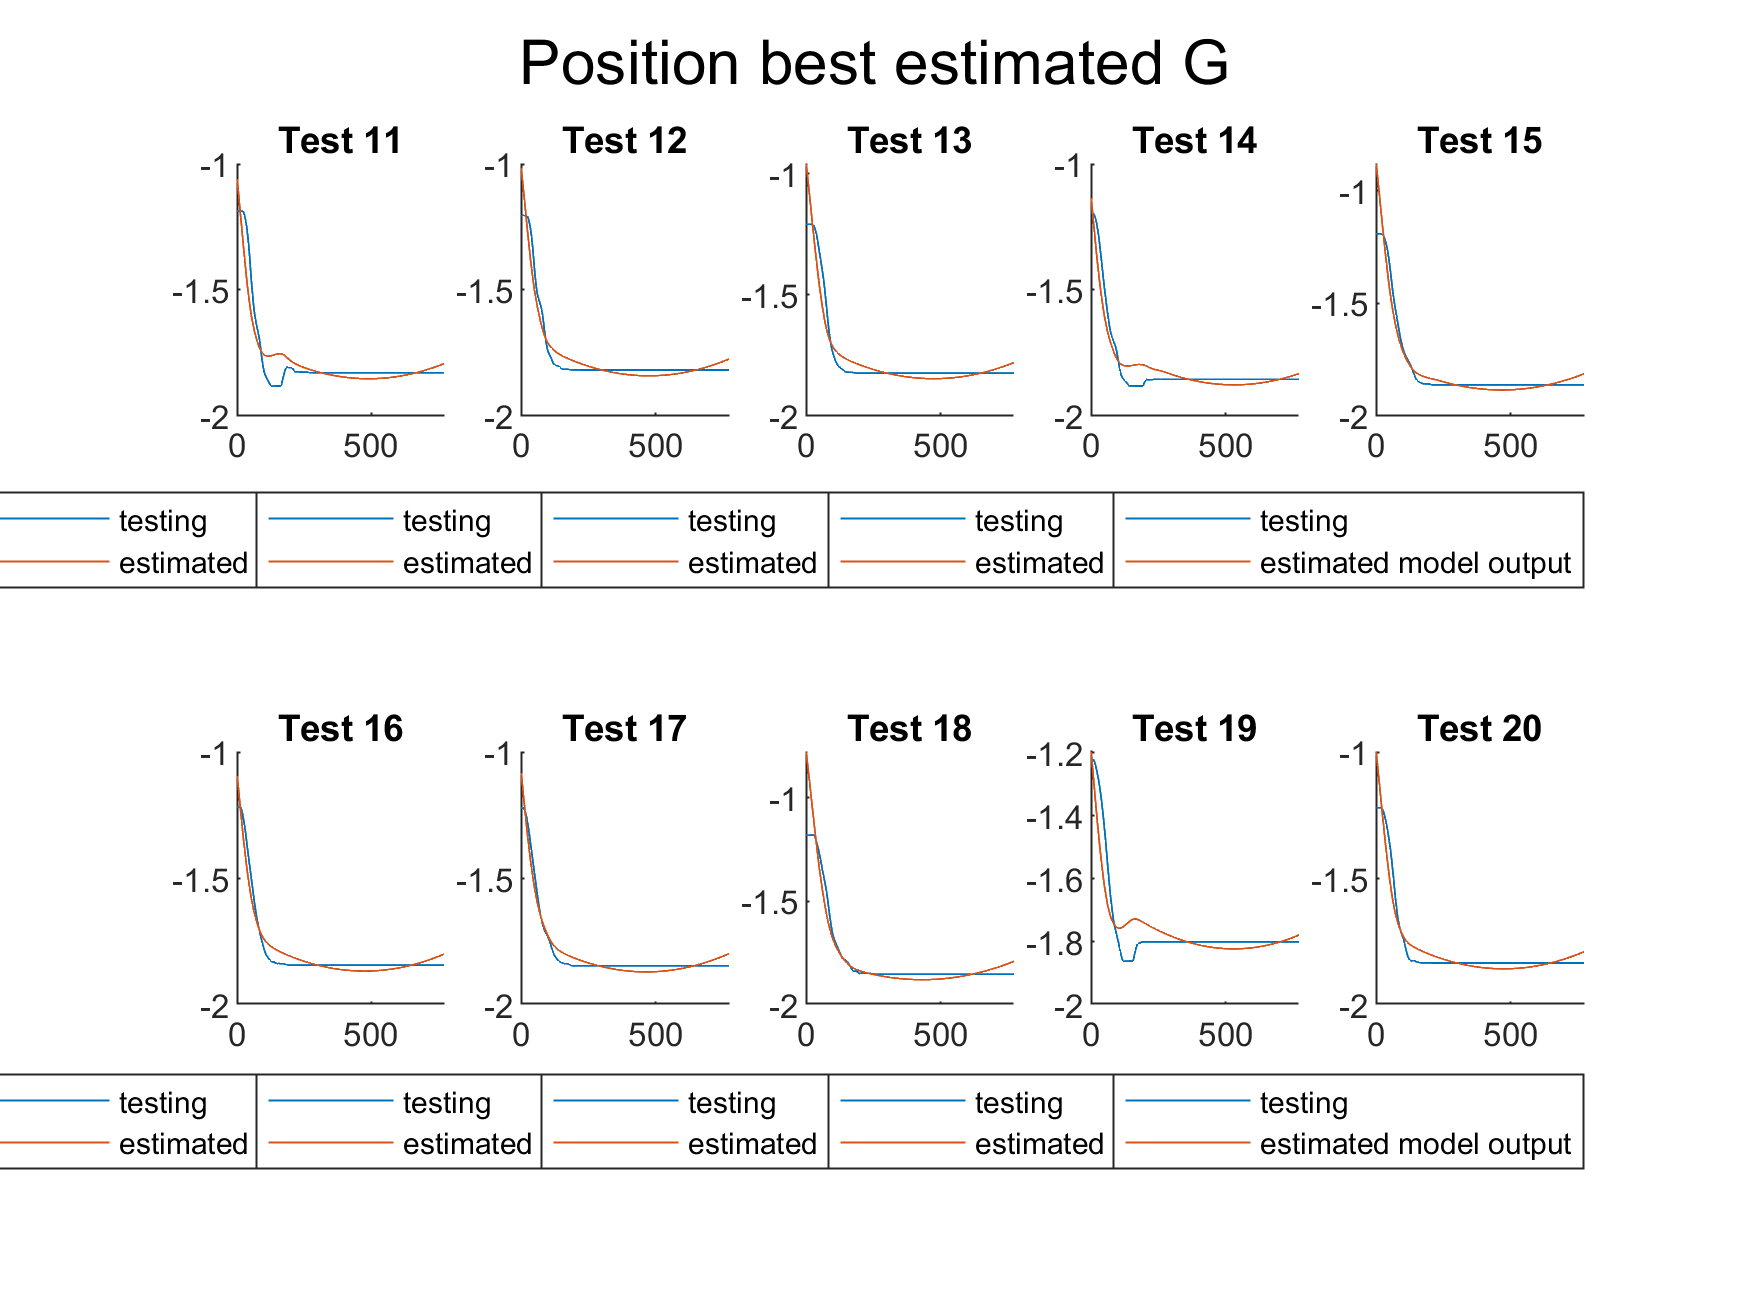 Position best estimated G
Test 11 Test 12 Test 13 Test 14 Test 15
-1 -1 -1 -1 -1
-1.5 -1.5 -1.5 -1.5 -1.5
-2 -2 -2 -2 -2
0 500 0 500 0 500 0 500 0 500
testing testing testing testing testing
estimated estimated estimated estimated estimated model output
Test 16 Test 17 Test 18 Test 19 Test 20
-1 -1 -1 -1.2 -1
-1.4
-1.5 -1.5 -1.5 -1.6 -1.5
-1.8
-2 -2 -2 -2 -2
0 500 0 500 0 500 0 500 0 500
testing testing testing testing testing
estimated estimated estimated estimated estimated model output